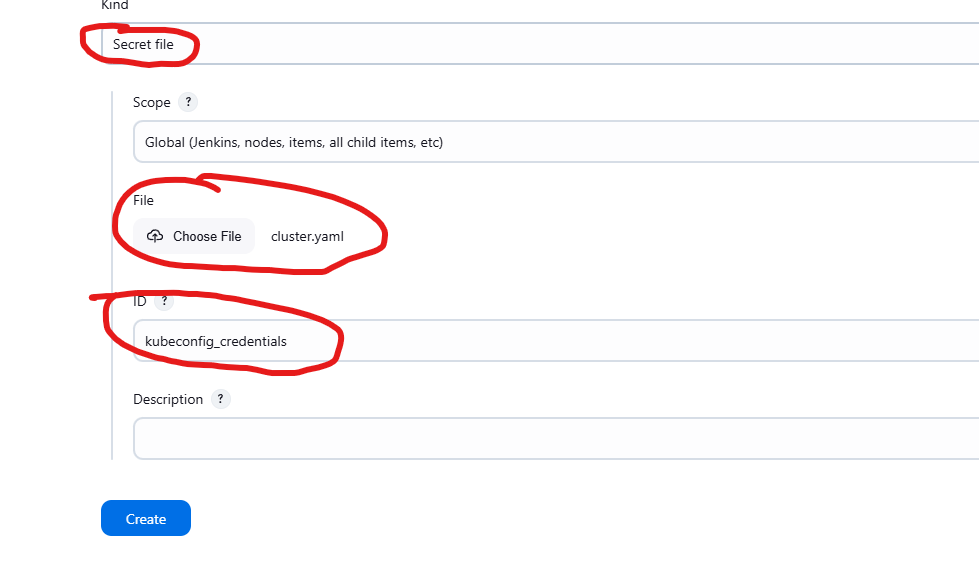 Kind
Secret file
Scope ?
Global (Jenkins, nodes, items, all child items, etc)
File
Choose File cluster.yaml
ID ?
kubeconfig_credentials
Description ?
Create